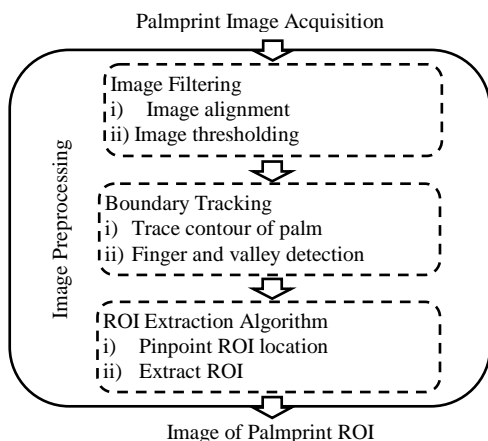 Palmprint Image Acquisition
Image Preprocessing
Image Filtering
i) Image alignment
ii) Image thresholding
Boundary Tracking
i) Trace contour of palm
ii) Finger and valley detection
ROI Extraction Algorithm
i) Pinpoint ROI location
ii) Extract ROI
Image of Palmprint ROI